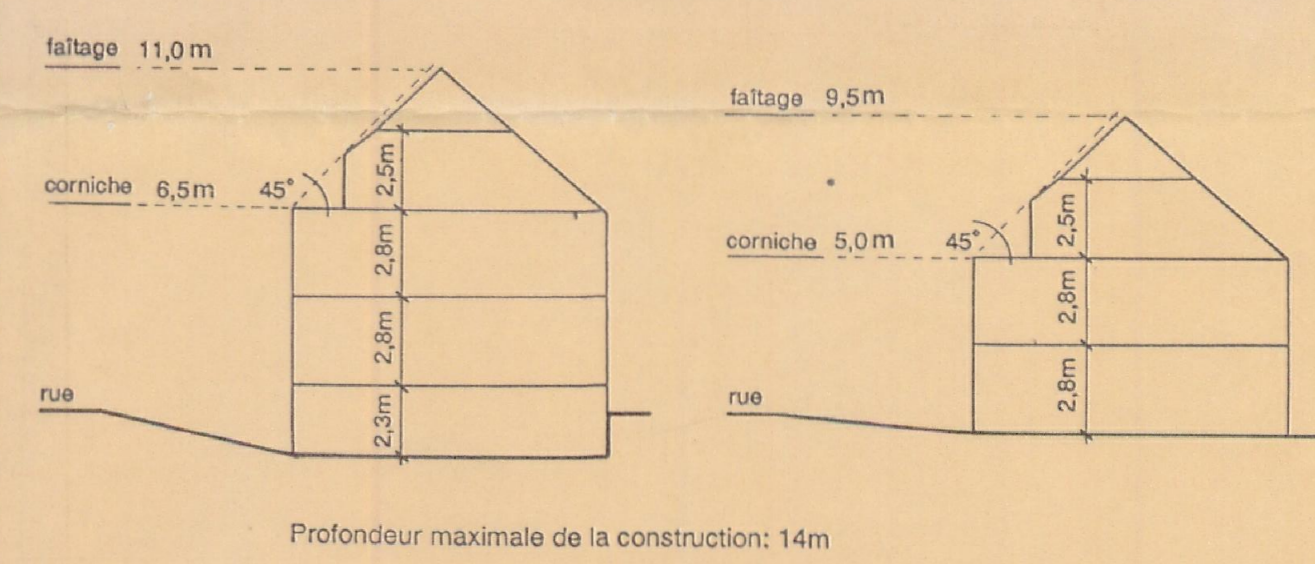 faîtage 11,0 m
corniche 6,5m 45°
2,5m
2,8m
2,8m
2,3m
rue
faîtage 9,5m
corniche 5,0m 45°
2,5m
2,8m
2,8m
rue
Profondeur maximale de la construction: 14m